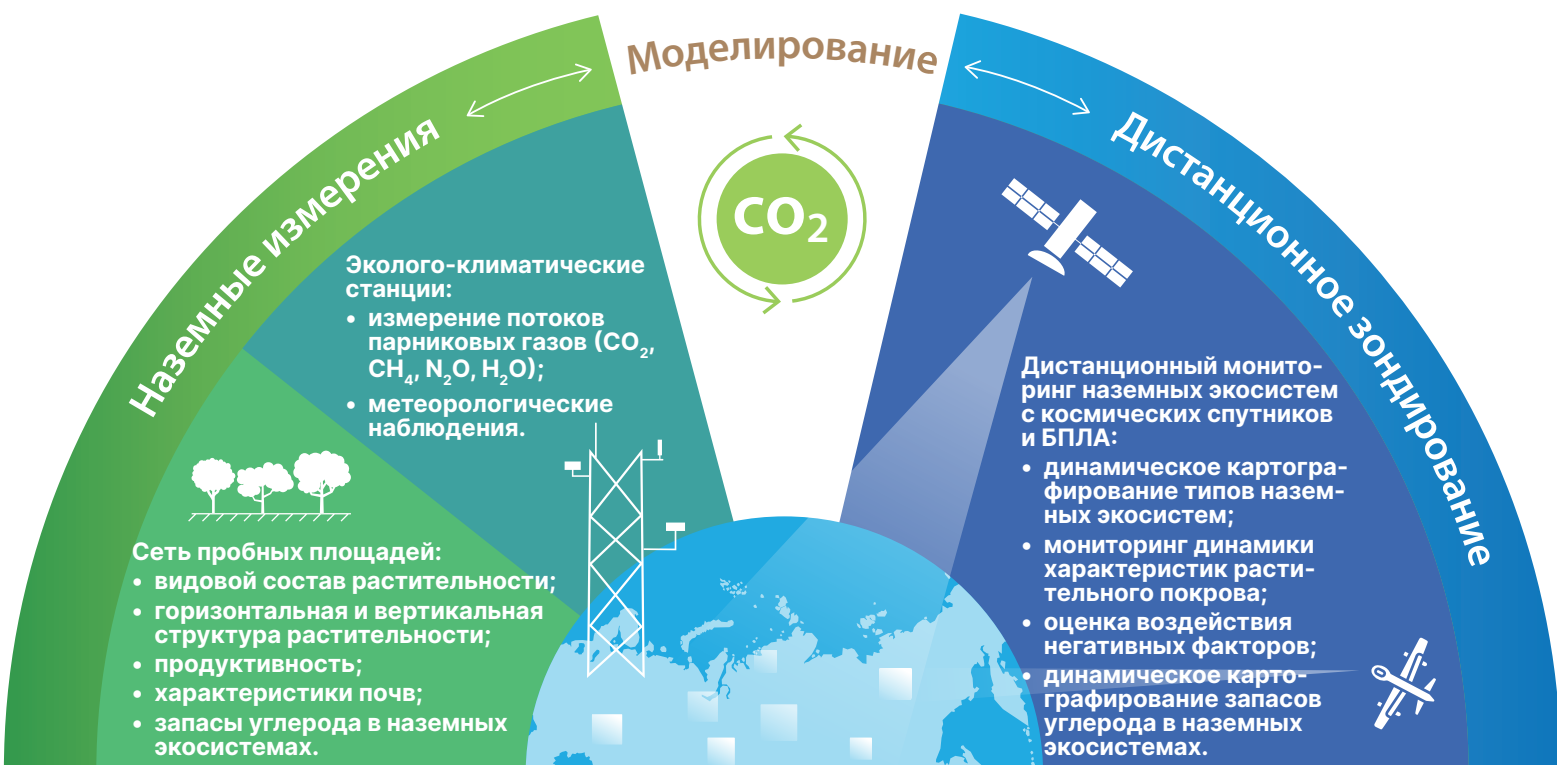 Моделирование
Наземные измерения
Дистанционное зондирование
CO₂
Эколого-климатические
станции:
• измерение потоков
парниковых газов (CO₂,
CH₄, N₂O, H₂O);
• метеорологические
наблюдения.
Сеть пробных площадей:
• видовой состав растительности;
• горизонтальная и вертикальная
структура растительности;
• продуктивность;
• характеристики почв;
• запасы углерода в наземных
экосистемах.
Дистанционный монито-
ринг наземных экосистем
с космических спутников
и БПЛА:
• динамическое картогра-
фирование типов назем-
ных экосистем;
• мониторинг динамики
характеристик расти-
тельного покрова;
• оценка воздействия
негативных факторов;
• динамическое карто-
графирование запасов
углерода в наземных
экосистемах.